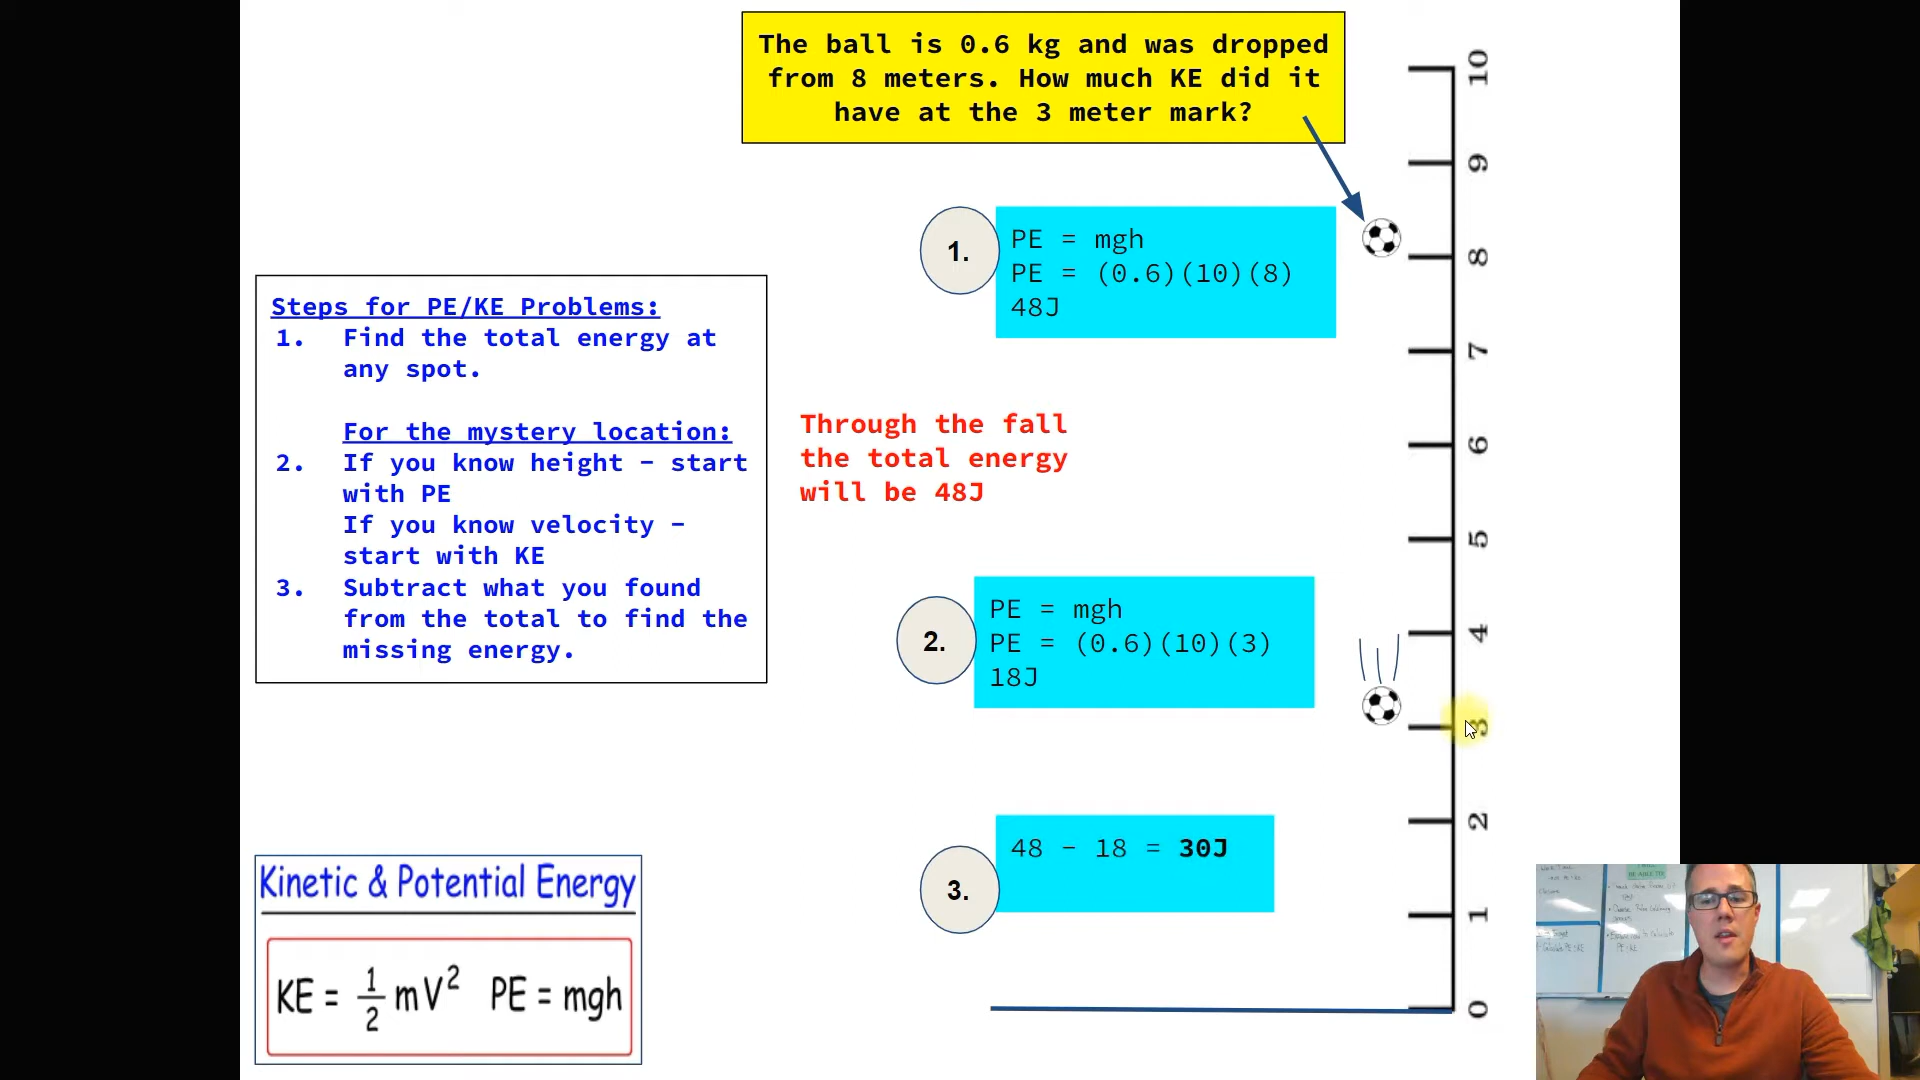 The ball is 0.6 kg and was dropped
from 8 meters. How much KE did it
have at the 3 meter mark?
1.
PE = mgh
PE = (0.6)(10)(8)
48J
Steps for PE/KE Problems:
1. Find the total energy at
any spot.
For the mystery location:
2. If you know height - start
with PE
If you know velocity -
start with KE
3. Subtract what you found
from the total to find the
missing energy.
Through the fall
the total energy
will be 48J
2.
PE = mgh
PE = (0.6)(10)(3)
18J
3.
48 - 18 = 30J
Kinetic & Potential Energy
KE = 1/2 mV² PE = mgh
10
9
8
7
6
5
4
3
2
1
0